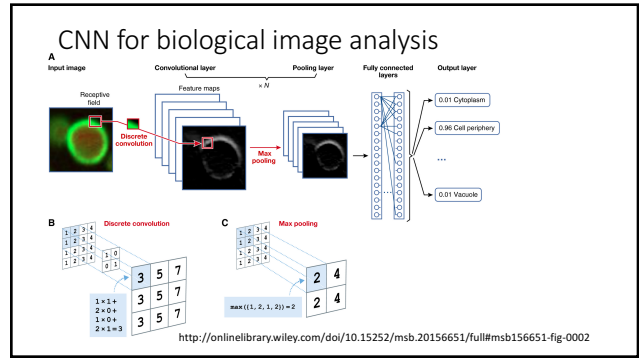 CNN for biological image analysis
A
Input image
Convolutional layer
Pooling layer
Fully connected
layers
Output layer
× N
Receptive
field
Feature maps
Discrete
convolution
Max
pooling
0.01 Cytoplasm
0.96 Cell periphery
...
0.01 Vacuole
B
Discrete convolution
1 2 3 4
1 2 3 4
1 2 3 4
1 2 3 4
1 0
0 1
3 5 7
3 5 7
3 5 7
1 × 1 +
2 × 0 +
1 × 0 +
2 × 1 = 3
C
Max pooling
1 2 3 4
1 2 3 4
1 2 3 4
1 2 3 4
2 4
2 4
max({1, 2, 1, 2}) = 2
http://onlinelibrary.wiley.com/doi/10.15252/msb.20156651/full#msb156651-fig-0002